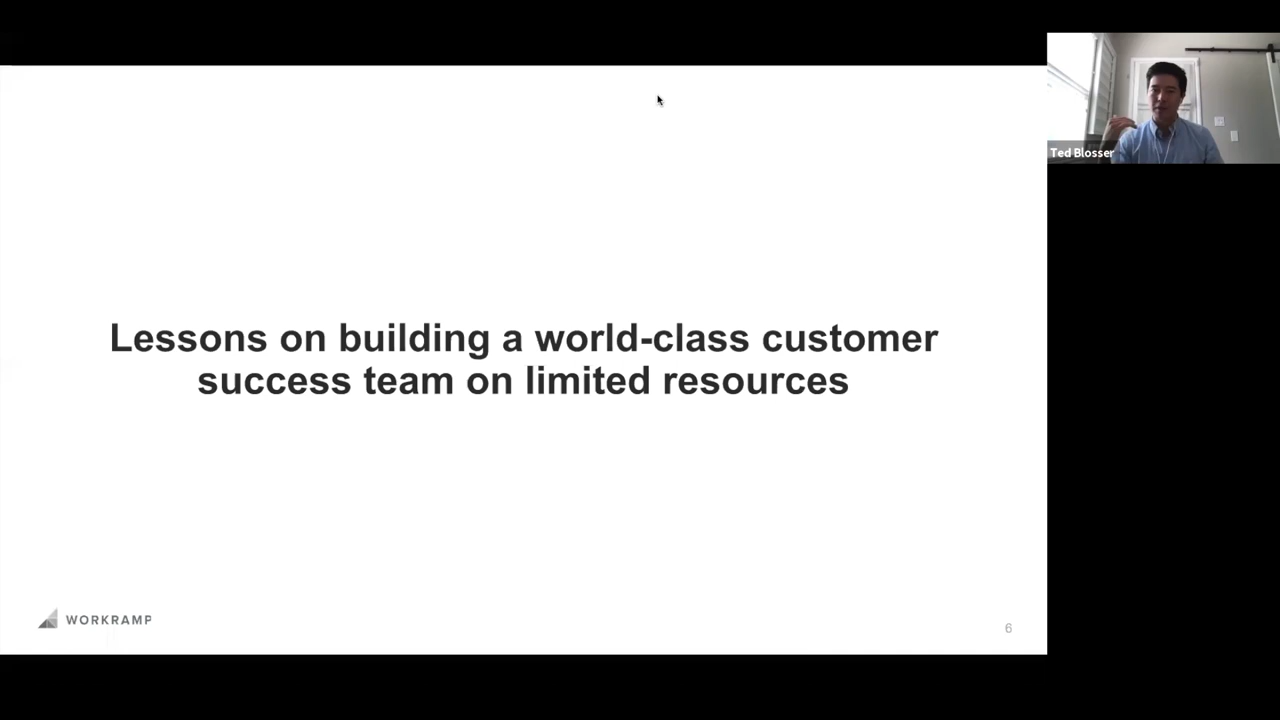 Lessons on building a world-class customer
success team on limited resources
Ted Blosser
WORKRAMP
6